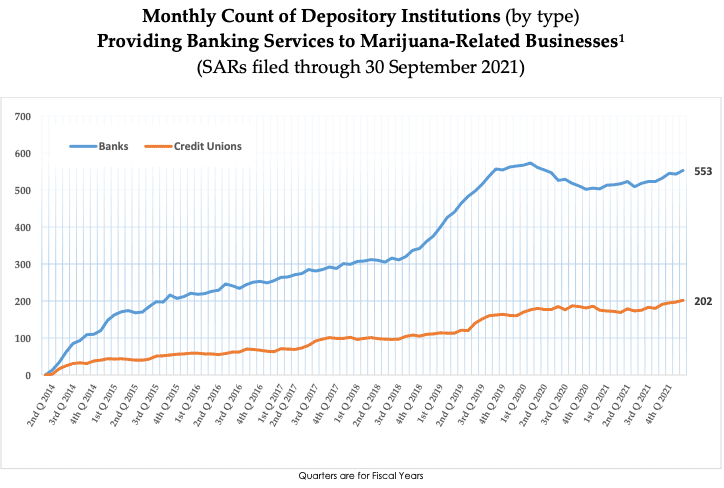 Monthly Count of Depository Institutions (by type)
Providing Banking Services to Marijuana-Related Businesses¹
(SARs filed through 30 September 2021)
700
Banks
Credit Unions
600
553
500
400
300
202
200
100
0
2nd Q 2014
3rd Q 2014
4th Q 2014
1st Q 2015
2nd Q 2015
3rd Q 2015
4th Q 2015
1st Q 2016
2nd Q 2016
3rd Q 2016
4th Q 2016
1st Q 2017
2nd Q 2017
3rd Q 2017
4th Q 2017
1st Q 2018
2nd Q 2018
3rd Q 2018
4th Q 2018
1st Q 2019
2nd Q 2019
3rd Q 2019
4th Q 2019
1st Q 2020
2nd Q 2020
3rd Q 2020
4th Q 2020
1st Q 2021
2nd Q 2021
3rd Q 2021
4th Q 2021
Quarters are for Fiscal Years